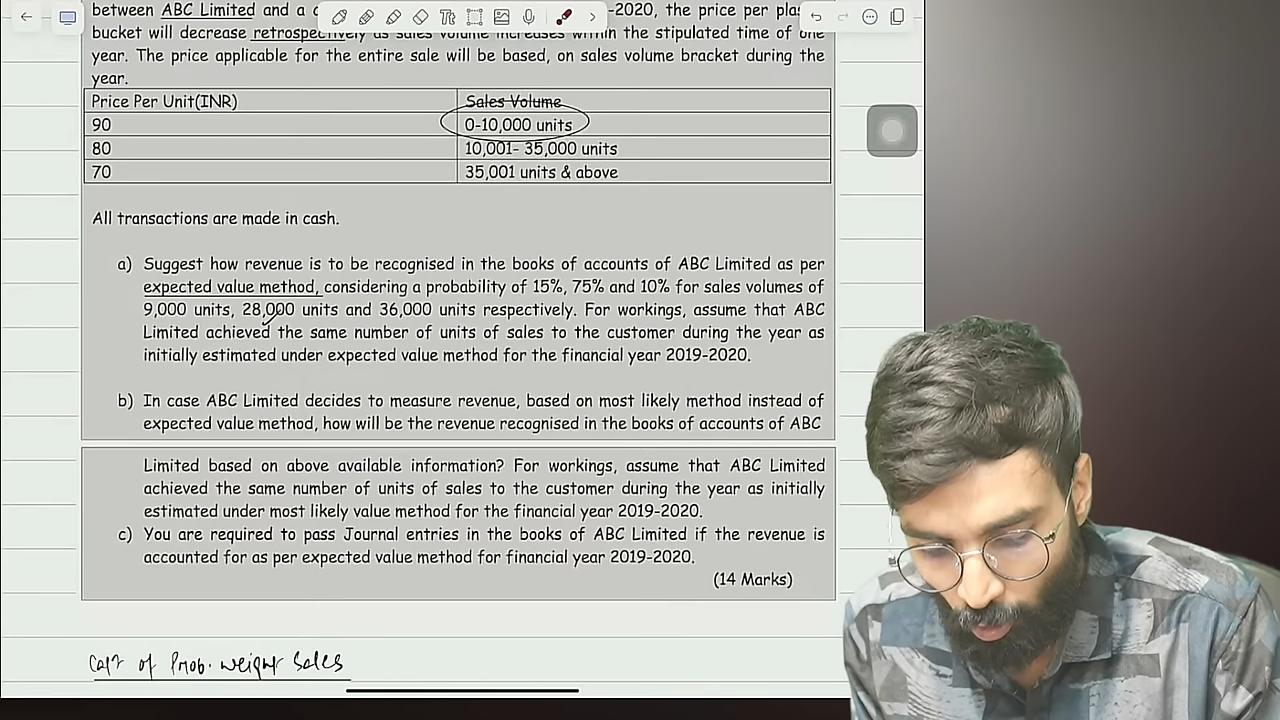 between ABC Limited and a -2020, the price per
bucket will decrease retrospectively as sales volume increases within the stipulated time of one
year. The price applicable for the entire sale will be based, on sales volume bracket during the
year.
Price Per Unit(INR) Sales Volume
90 0-10,000 units
80 10,001- 35,000 units
70 35,001 units & above
All transactions are made in cash.
a) Suggest how revenue is to be recognised in the books of accounts of ABC Limited as per
expected value method, considering a probability of 15%, 75% and 10% for sales volumes of
9,000 units, 28,000 units and 36,000 units respectively. For workings, assume that ABC
Limited achieved the same number of units of sales to the customer during the year as
initially estimated under expected value method for the financial year 2019-2020.
b) In case ABC Limited decides to measure revenue, based on most likely method instead of
expected value method, how will be the revenue recognised in the books of accounts of ABC
Limited based on above available information? For workings, assume that ABC Limited
achieved the same number of units of sales to the customer during the year as initially
estimated under most likely value method for the financial year 2019-2020.
c) You are required to pass Journal entries in the books of ABC Limited if the revenue is
accounted for as per expected value method for financial year 2019-2020.
(14 Marks)
of Prob. weight Sales